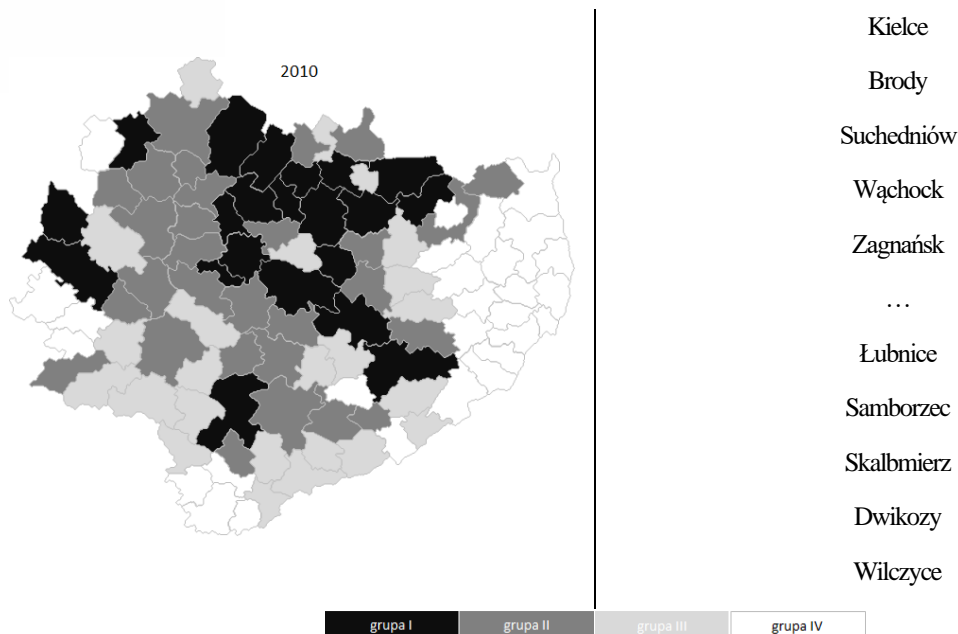 2010
Kielce
Brody
Suchedniów
Wąchock
Zagnańsk
…
Łubnice
Samborzec
Skalbmierz
Dwikozy
Wilczyce
grupa I
grupa II
grupa III
grupa IV